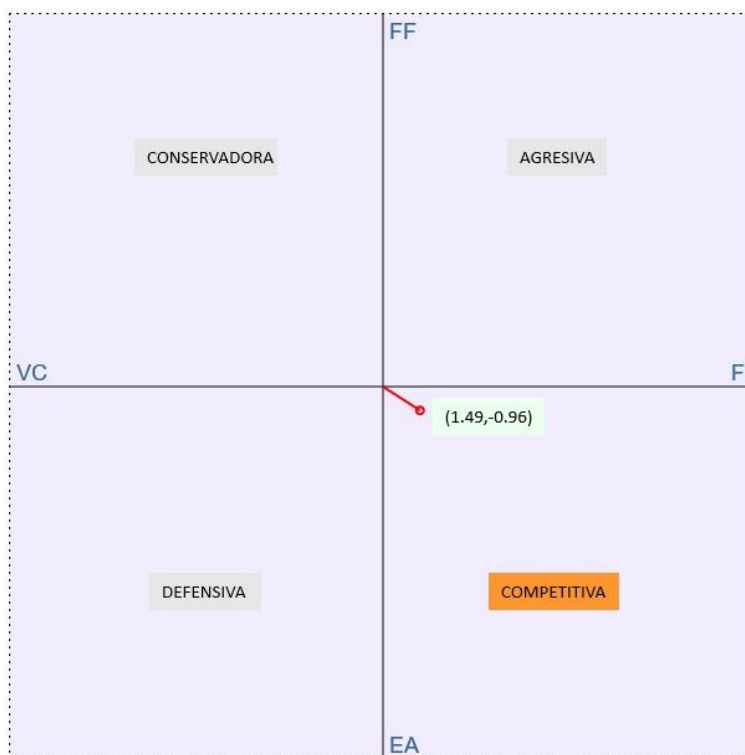 FF
CONSERVADORA
AGRESIVA
VC
F
(1.49,-0.96)
DEFENSIVA
COMPETITIVA
EA